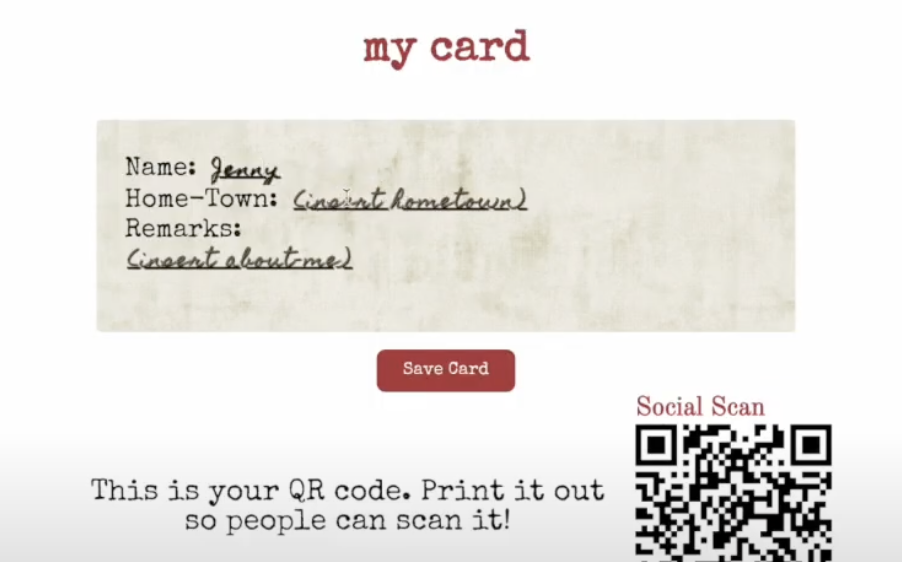 my card
Name: Jenny
Home-Town: (insert hometown)
Remarks:
(insert about-me)
Save Card
Social Scan
This is your QR code. Print it out
so people can scan it!